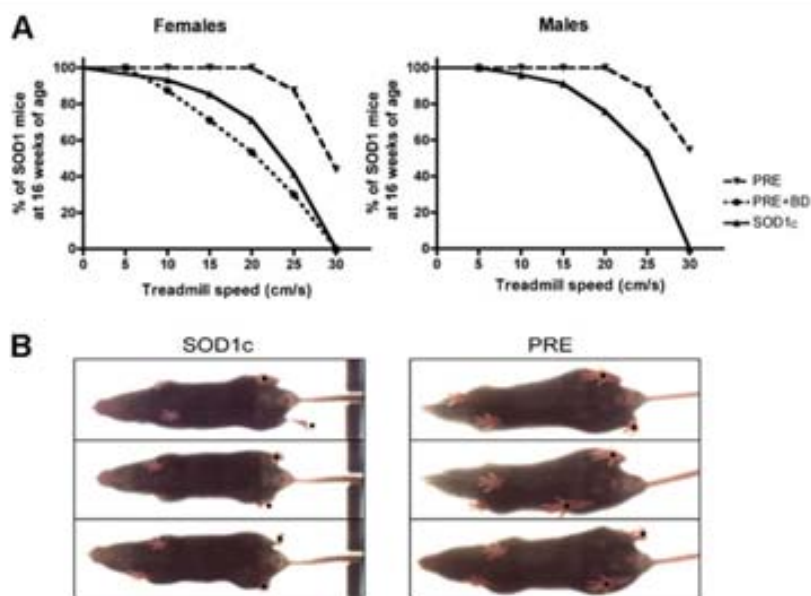 A
Females
Males
% of SOD1 mice
at 16 weeks of age
100
80
60
40
20
0
0 5 10 15 20 25 30
Treadmill speed (cm/s)
% of SOD1 mice
at 16 weeks of age
100
80
60
40
20
0
0 5 10 15 20 25 30
Treadmill speed (cm/s)
PRE
PRE+BD
SOD1c
B
SOD1c
PRE